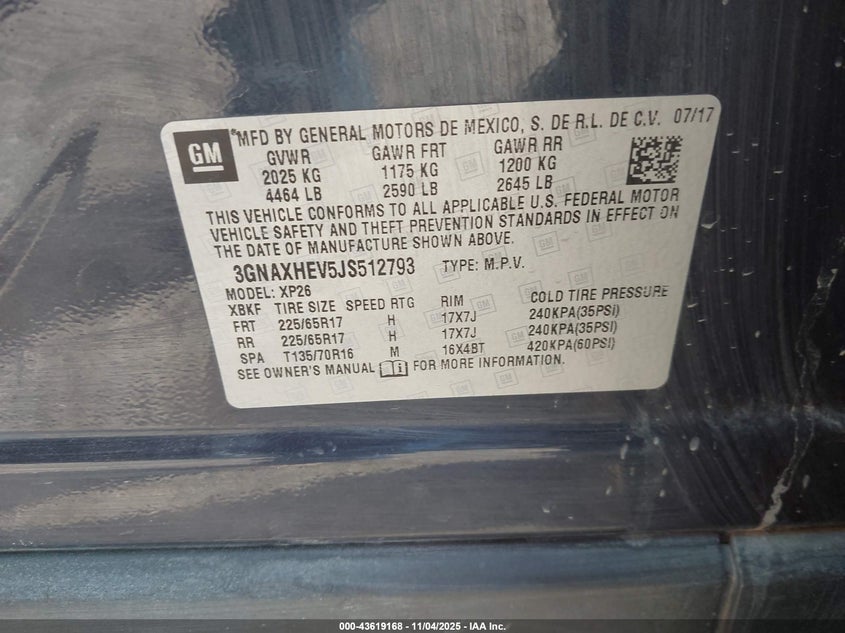 GM
*MFD BY GENERAL MOTORS DE MEXICO, S. DE R.L. DE C.V. 07/17
GVWR GAWR FRT GAWR RR
2025 KG 1175 KG 1200 KG
4464 LB 2590 LB 2645 LB
THIS VEHICLE CONFORMS TO ALL APPLICABLE U.S. FEDERAL MOTOR
VEHICLE SAFETY AND THEFT PREVENTION STANDARDS IN EFFECT ON
THE DATE OF MANUFACTURE SHOWN ABOVE.
3GNAXHEV5JS512793 TYPE: M.P.V.
MODEL: XP26
XBKF TIRE SIZE SPEED RTG RIM COLD TIRE PRESSURE
FRT 225/65R17 H 17X7J 240KPA(35PSI)
RR 225/65R17 H 17X7J 240KPA(35PSI)
SPA T135/70R16 M 16X4BT 420KPA(60PSI)
SEE OWNER'S MANUAL i FOR MORE INFORMATION.
000-43619168 - 11/04/2025 - IAA Inc.